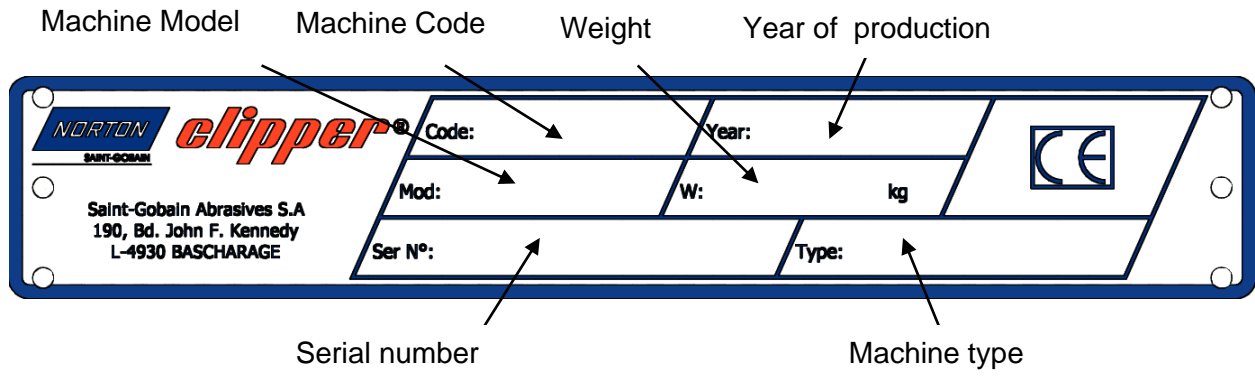 Machine Model Machine Code Weight Year of production
NORTON clipper®
SAINT-GOBAIN
Code: Year:
CE
Mod: W: kg
Saint-Gobain Abrasives S.A
190, Bd. John F. Kennedy
L-4930 BASCHARAGE
Ser N°: Type:
Serial number Machine type